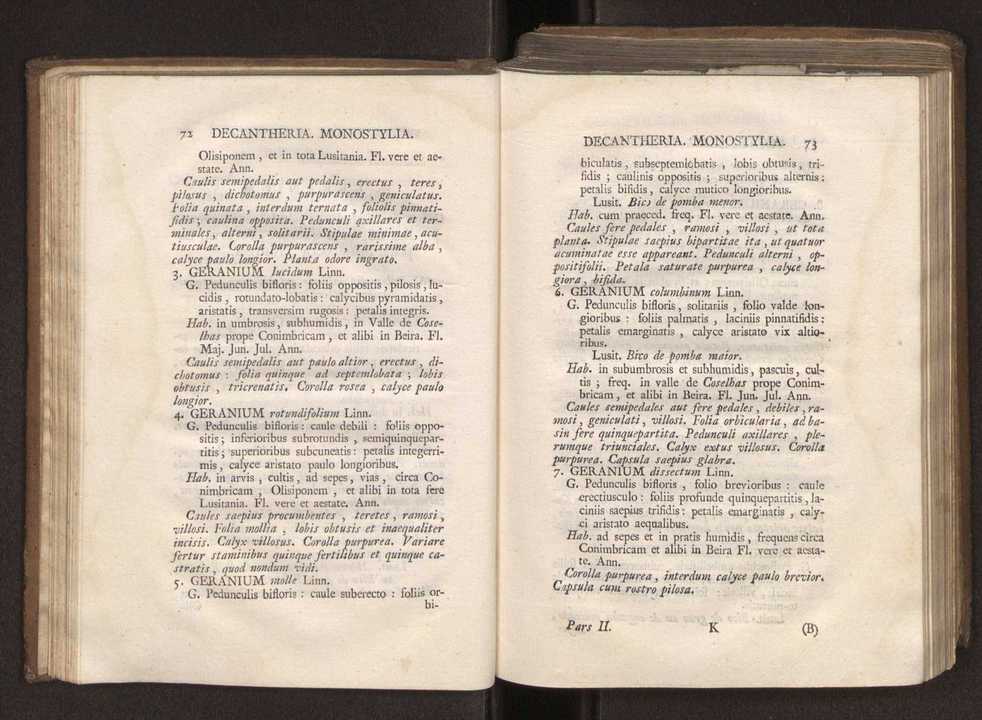 72 DECANTHERIA. MONOSTYLIA.
Olisiponem , et in tota Lusitania. Fl. vere et ae-
state. Ann.
Caulis semipedalis aut pedalis, erectus , teres,
pilosus , dichotomus , purpurascens , geniculatus.
Folia quinata , interdum ternata , foliolis pinnati-
fidis ; caulina opposita. Pedunculi axillares et ter-
minales, alterni, solitarii. Stipulae minimae, acu-
tiusculae. Corolla purpurascens , rarissime alba ,
calyce paulo longior. Planta odore ingrato.
3. GERANIUM lucidum Linn.
G. Pedunculis bifloris : foliis oppositis , pilosis, lu-
cidis , rotundato-lobatis : calycibus pyramidatis,
aristatis , transversim rugosis : petalis integris.
Hab. in umbrosis, subhumidis, in Valle de Cose-
lhas prope Conimbricam , et alibi in Beira. Fl.
Maj. Jun. Jul. Ann.
Caulis semipedalis aut paulo altior, erectus, di-
chotomus : folia quinque ad septemlobata ; lobis
obtusis , tricrenatis. Corolla rosea , calyce paulo
longior.
4. GERANIUM rotundifolium Linn.
G. Pedunculis bifloris : caule debili : foliis oppo-
sitis ; inferioribus subrotundis , semiquinquepar-
titis ; superioribus subcuneatis : petalis integerri-
mis, calyce aristato paulo longioribus.
Hab. in arvis , cultis, ad sepes, vias, circa Co-
nimbricam , Olisiponem , et alibi in tota fere
Lusitania. Fl. vere et aestate. Ann.
Caules saepius procumbentes , teretes, ramosi ,
villosi. Folia mollia , lobis obtusis et inaequaliter
incisis. Calyx villosus. Corolla purpurea. Variare
fertur staminibus quinque fertilibus et quinque ca-
stratis , quod nondum vidi.
5. GERANIUM molle Linn.
G. Pedunculis bifloris : caule suberecto : foliis or-
bi-
DECANTHERIA. MONOSTYLIA. 73
biculatis , subseptemlobatis , lobis obtusis, tri-
fidis ; caulinis oppositis ; superioribus alternis:
petalis bifidis , calyce mutico longioribus.
Lusit. Bico de pomba menor.
Hab. cum praeced. freq. Fl. vere et aestate. Ann.
Caules fere pedales , ramosi , villosi , ut tota
planta. Stipulae saepius bipartitae ita , ut quatuor
acuminatae esse appareant. Pedunculi alterni , op-
positifolii. Petala saturate purpurea , calyce lon-
giora, bifida.
6. GERANIUM columbinum Linn.
G. Pedunculis bifloris, solitariis , folio valde lon-
gioribus : foliis palmatis , laciniis pinnatifidis :
petalis emarginatis , calyce aristato vix altio-
ribus.
Lusit. Bico de pomba maior.
Hab. in subumbrosis et subhumidis, pascuis, cul-
tis ; freq. in valle de Coselhas prope Conim-
bricam , et alibi in Beira. Fl. Jun. Jul. Ann.
Caules semipedales aut fere pedales, debiles, ra-
mosi , geniculati, villosi. Folia orbicularia, ad ba-
sin fere quinquepartita. Pedunculi axillares , ple-
rumque triunciales. Calyx extus villosus. Corolla
purpurea. Capsula saepius glabra.
7. GERANIUM dissectum Linn.
G. Pedunculis bifloris , folio brevioribus : caule
erectiusculo : foliis profunde quinquepartitis , la-
ciniis saepius trifidis : petalis emarginatis , caly-
ci aristato aequalibus.
Hab. ad sepes et in pratis humidis , frequens circa
Conimbricam et alibi in Beira Fl. vere et aesta-
te. Ann.
Corolla purpurea , interdum calyce paulo brevior.
Capsula cum rostro pilosa.
Pars II. K (B)